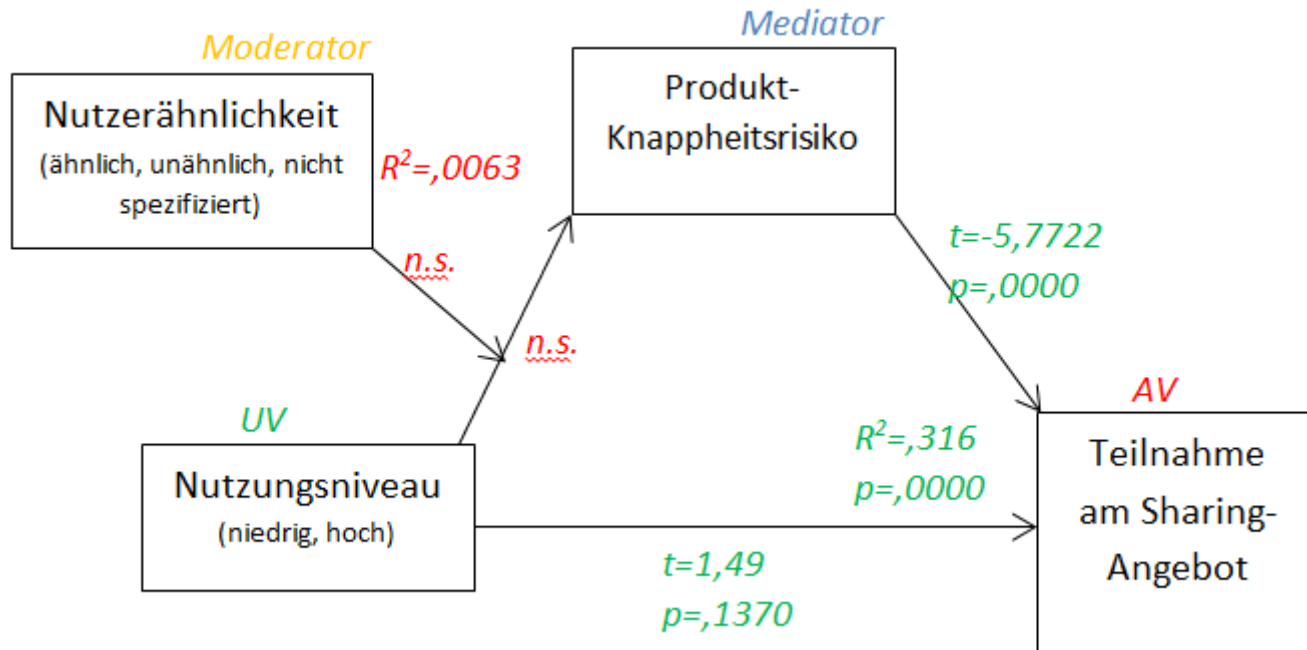 Moderator
Nutzerähnlichkeit
(ähnlich, unähnlich, nicht
spezifiziert)
R²=,0063
n.s.
n.s.
Mediator
Produkt-
Knappheitsrisiko
t=-5,7722
p=,0000
UV
Nutzungsniveau
(niedrig, hoch)
R²=,316
p=,0000
t=1,49
p=,1370
AV
Teilnahme
am Sharing-
Angebot